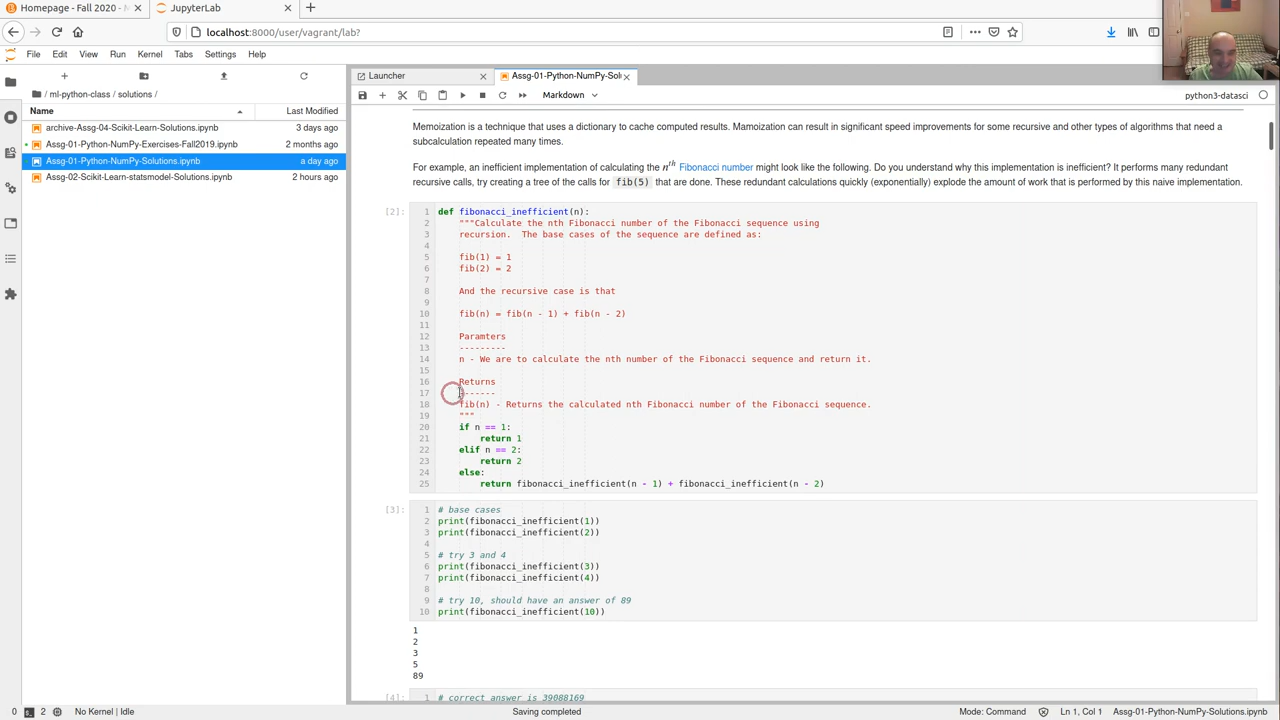 Homepage - Fall 2020 -
JupyterLab
localhost:8000/user/vagrant/lab?
File Edit View Run Kernel Tabs Settings Help
/ ml-python-class / solutions /
Name Last Modified
archive-Assg-04-Scikit-Learn-Solutions.ipynb 3 days ago
Assg-01-Python-NumPy-Exercises-Fall2019.ipynb 2 months ago
Assg-01-Python-NumPy-Solutions.ipynb a day ago
Assg-02-Scikit-Learn-statsmodel-Solutions.ipynb 2 hours ago
Launcher
Assg-01-Python-NumPy-Sol
Markdown
python3-datasci
Memoization is a technique that uses a dictionary to cache computed results. Mamoization can result in significant speed improvements for some recursive and other types of algorithms that need a
subcalculation repeated many times.
For example, an inefficient implementation of calculating the nth Fibonacci number might look like the following. Do you understand why this implementation is inefficient? It performs many redundant
recursive calls, try creating a tree of the calls for fib(5) that are done. These redundant calculations quickly (exponentially) explode the amount of work that is performed by this naive implementation.
[2]:
1 def fibonacci_inefficient(n):
2 """Calculate the nth Fibonacci number of the Fibonacci sequence using
3 recursion. The base cases of the sequence are defined as:
4
5 fib(1) = 1
6 fib(2) = 2
7
8 And the recursive case is that
9
10 fib(n) = fib(n - 1) + fib(n - 2)
11
12 Paramters
13 ---------
14 n - We are to calculate the nth number of the Fibonacci sequence and return it.
15
16 Returns
17 -------
18 fib(n) - Returns the calculated nth Fibonacci number of the Fibonacci sequence.
19 """
20 if n == 1:
21 return 1
22 elif n == 2:
23 return 2
24 else:
25 return fibonacci_inefficient(n - 1) + fibonacci_inefficient(n - 2)
[3]:
1 # base cases
2 print(fibonacci_inefficient(1))
3 print(fibonacci_inefficient(2))
4
5 # try 3 and 4
6 print(fibonacci_inefficient(3))
7 print(fibonacci_inefficient(4))
8
9 # try 10, should have an answer of 89
10 print(fibonacci_inefficient(10))
1
2
3
5
89
[4]: 1 # correct answer is 39088169
0 2 No Kernel | Idle
Saving completed
Mode: Command Ln 1, Col 1 Assg-01-Python-NumPy-Solutions.ipynb